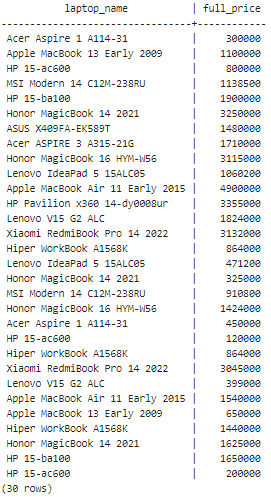 laptop_name | full_price
------------------------------+------------
Acer Aspire 1 A114-31 | 300000
Apple MacBook 13 Early 2009 | 1100000
HP 15-ac600 | 800000
MSI Modern 14 C12M-238RU | 1138500
HP 15-ba100 | 1900000
Honor MagicBook 14 2021 | 3250000
ASUS X409FA-EK589T | 1480000
Acer ASPIRE 3 A315-21G | 1710000
Honor MagicBook 16 HYM-W56 | 3115000
Lenovo IdeaPad 5 15ALC05 | 1060200
Apple MacBook Air 11 Early 2015 | 4900000
HP Pavilion x360 14-dy0008ur | 3355000
Lenovo V15 G2 ALC | 1824000
Xiaomi RedmiBook Pro 14 2022 | 3132000
Hiper WorkBook A1568K | 864000
Lenovo IdeaPad 5 15ALC05 | 471200
Honor MagicBook 14 2021 | 325000
MSI Modern 14 C12M-238RU | 910800
Honor MagicBook 16 HYM-W56 | 1424000
Acer Aspire 1 A114-31 | 450000
HP 15-ac600 | 120000
Hiper WorkBook A1568K | 864000
Xiaomi RedmiBook Pro 14 2022 | 3045000
Lenovo V15 G2 ALC | 399000
Apple MacBook Air 11 Early 2015 | 1540000
Apple MacBook 13 Early 2009 | 650000
Hiper WorkBook A1568K | 1440000
Honor MagicBook 14 2021 | 1625000
HP 15-ba100 | 1650000
HP 15-ac600 | 200000
(30 rows)